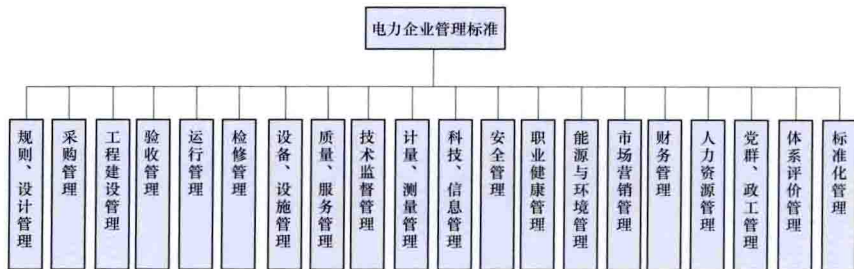 电力企业管理标准
规则、设计管理
采购管理
工程建设管理
验收管理
运行管理
检修管理
设备、设施管理
质量、服务管理
技术监督管理
计量、测量管理
科技、信息管理
安全管理
职业健康管理
能源与环境管理
市场营销管理
财务管理
人力资源管理
党群、政工管理
体系评价管理
标准化管理